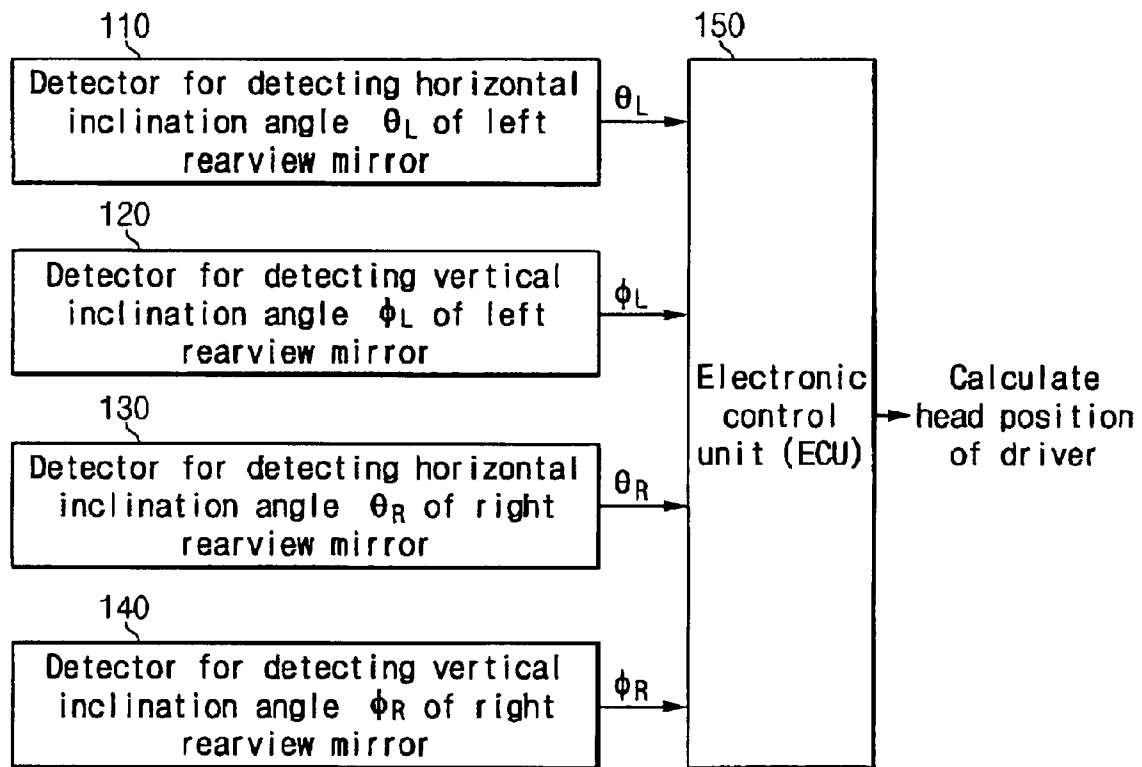 110
Detector for detecting horizontal
inclination angle θL of left
rearview mirror
θL
120
Detector for detecting vertical
inclination angle ϕL of left
rearview mirror
ϕL
130
Detector for detecting horizontal
inclination angle θR of right
rearview mirror
θR
140
Detector for detecting vertical
inclination angle ϕR of right
rearview mirror
ϕR
150
Electronic
control
unit (ECU)
Calculate
head position
of driver